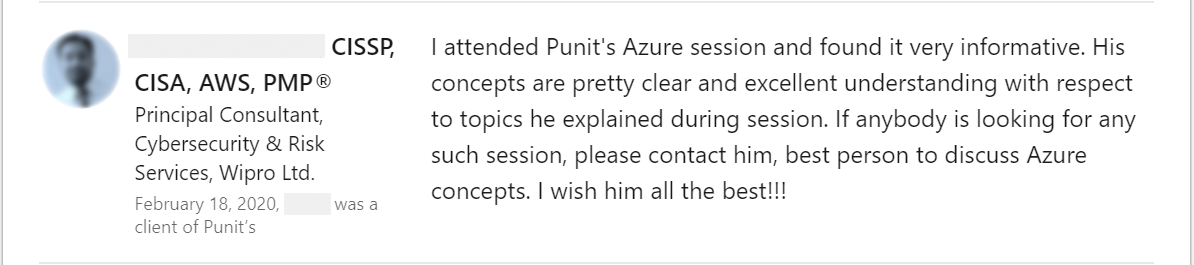 CISSP,
CISA, AWS, PMP®
Principal Consultant,
Cybersecurity & Risk
Services, Wipro Ltd.
February 18, 2020, was a
client of Punit’s
I attended Punit's Azure session and found it very informative. His
concepts are pretty clear and excellent understanding with respect
to topics he explained during session. If anybody is looking for any
such session, please contact him, best person to discuss Azure
concepts. I wish him all the best!!!